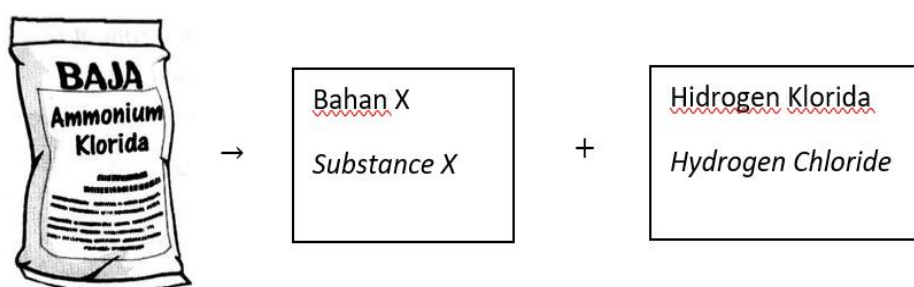 BAJA
Ammonium
Klorida
→
Bahan X
Substance X
+
Hidrogen Klorida
Hydrogen Chloride